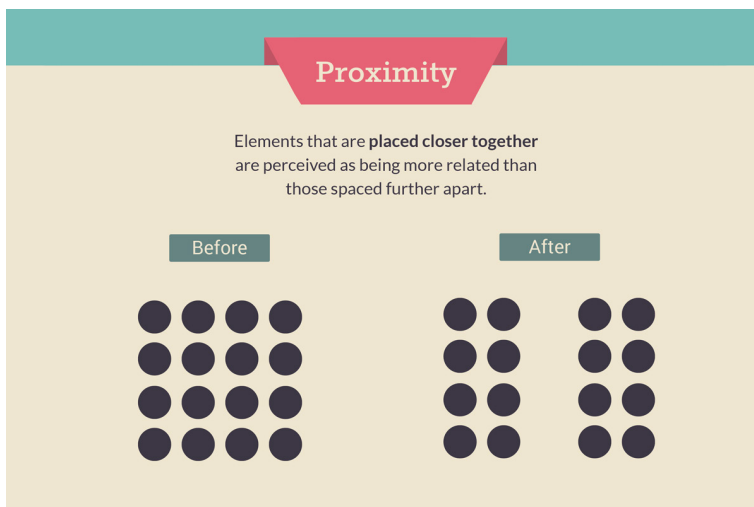 Proximity
Elements that are placed closer together
are perceived as being more related than
those spaced further apart.
Before
After